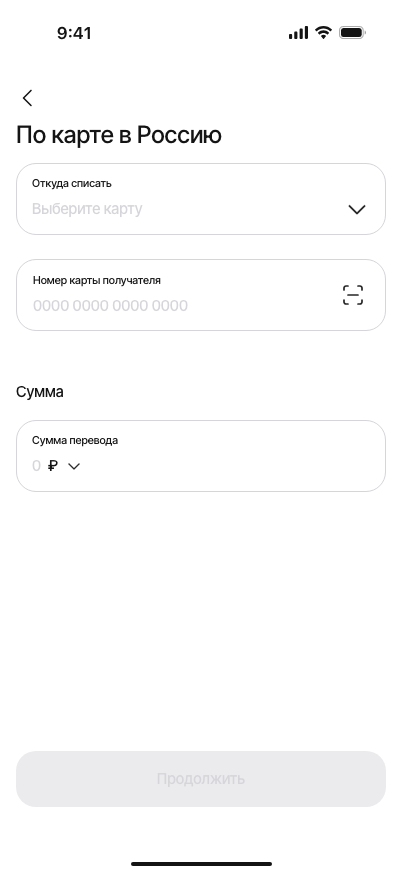 9:41
По карте в Россию
Откуда списать
Выберите карту
Номер карты получателя
0000 0000 0000 0000
Сумма
Сумма перевода
0 ₽
Продолжить